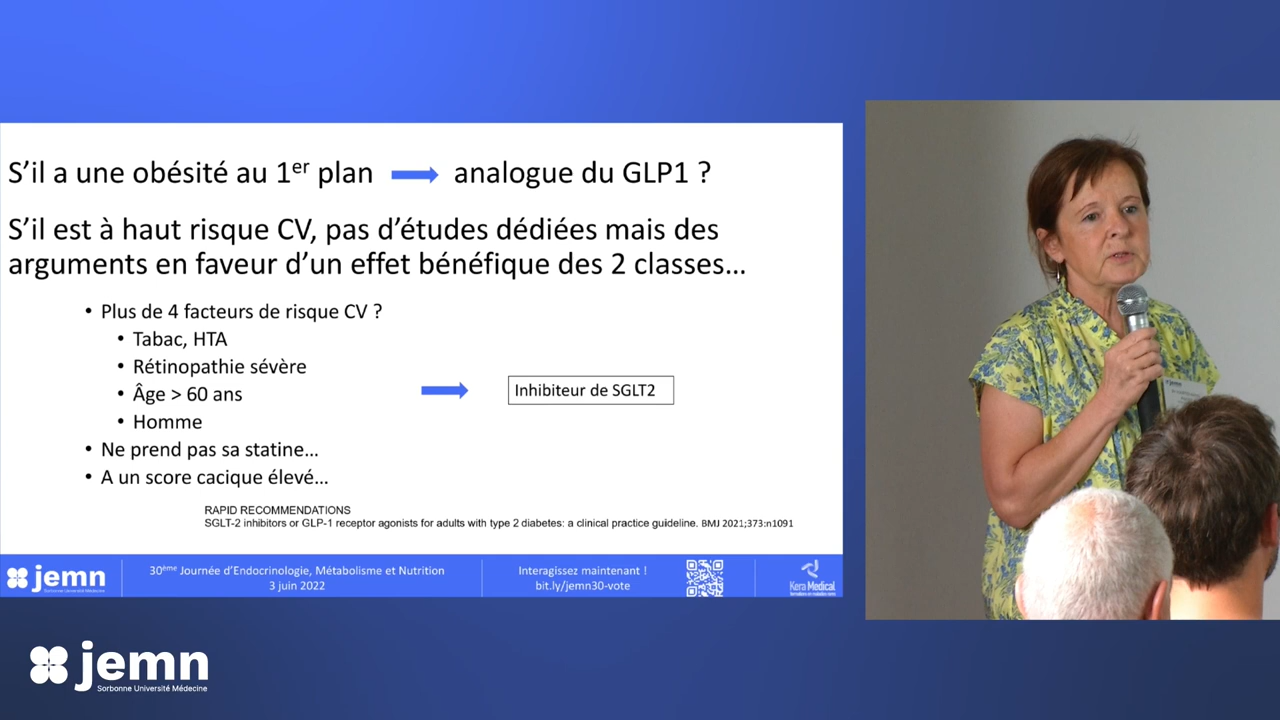 S'il a une obésité au 1er plan analogue du GLP1 ?
S'il est à haut risque CV, pas d'études dédiées mais des
arguments en faveur d'un effet bénéfique des 2 classes…
• Plus de 4 facteurs de risque CV ?
• Tabac, HTA
• Rétinopathie sévère
• Âge > 60 ans
• Homme
• Ne prend pas sa statine…
• A un score cacique élevé…
Inhibiteur de SGLT2
RAPID RECOMMENDATIONS
SGLT-2 inhibitors or GLP-1 receptor agonists for adults with type 2 diabetes: a clinical practice guideline. BMJ 2021;373:n1091
jemn
Sorbonne Université Médecine
30ème Journée d'Endocrinologie, Métabolisme et Nutrition
3 juin 2022
Interagissez maintenant !
bit.ly/jemn30-vote
Kera Medical
jemn
Sorbonne Université Médecine
jemn